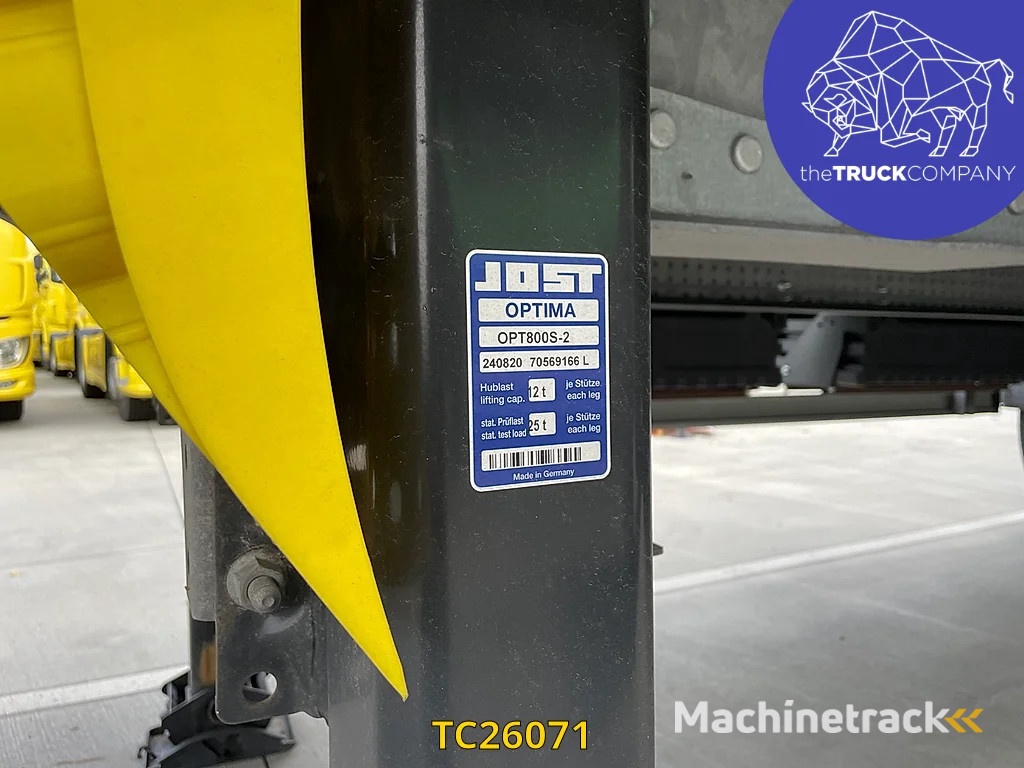 theTRUCKCOMPANY
JOST
OPTIMA
OPT800S-2
240820 70569166 L
Hublast
lifting cap.
12 t
je Stütze
each leg
stat. Prüflast
stat. test load
25 t
je Stütze
each leg
Made in Germany
Machinetrack
TC26071